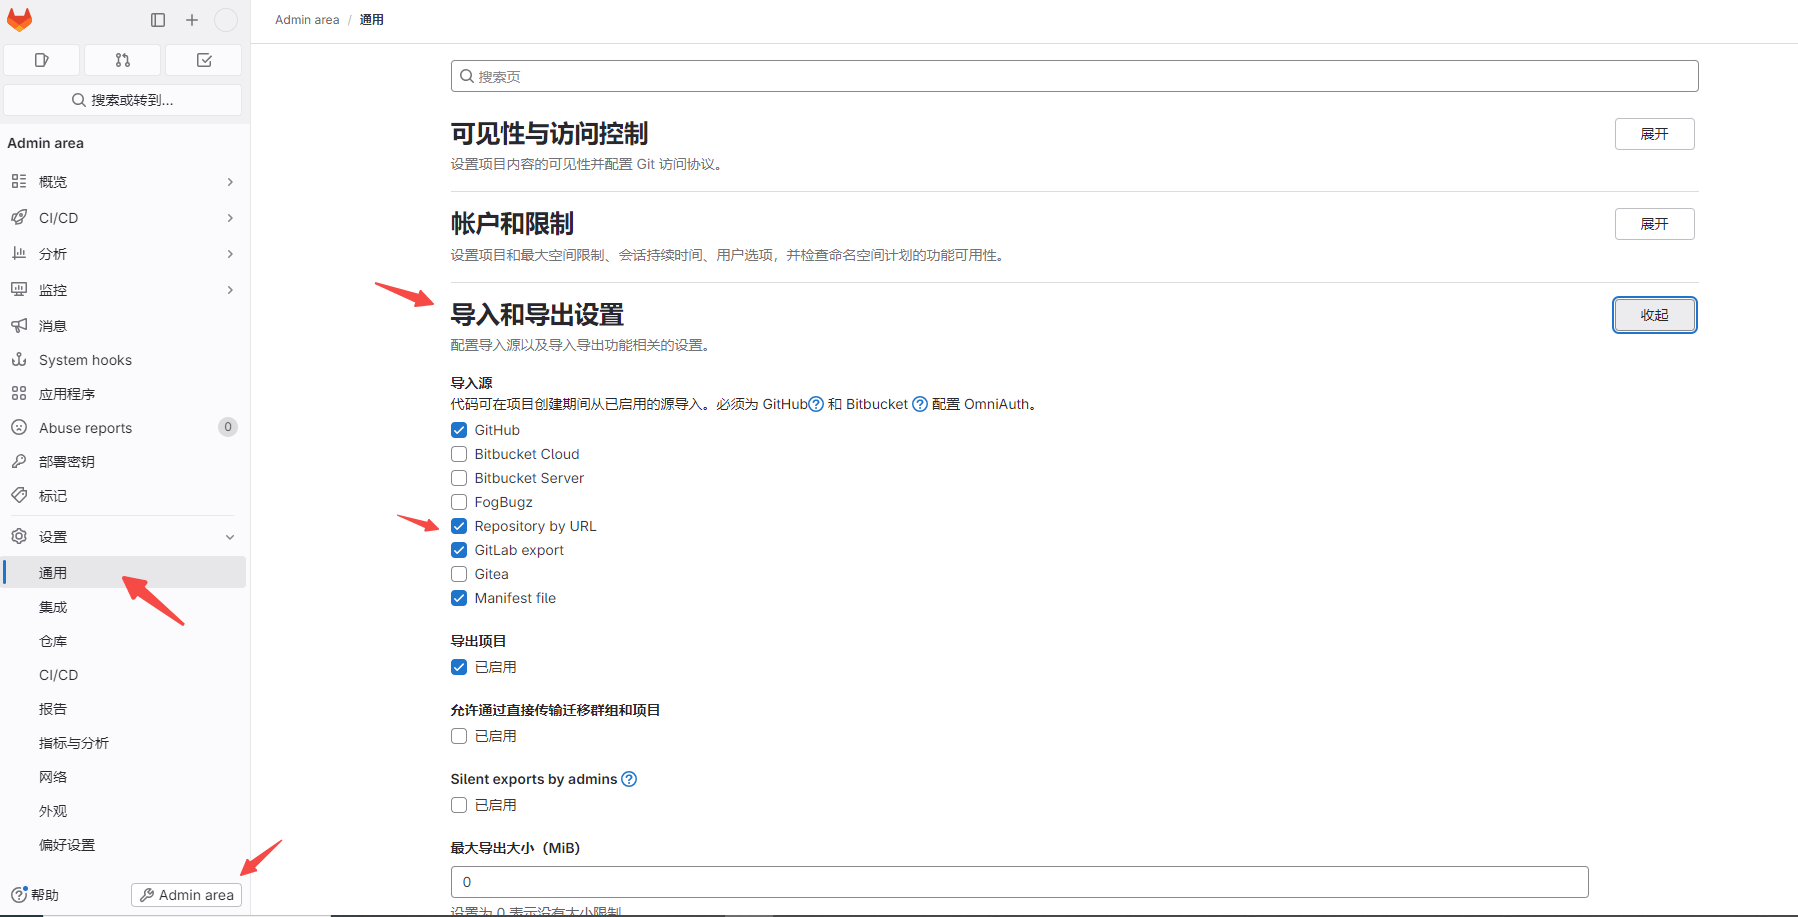 Admin area / 通用
搜索或转到...
Admin area
概览
CI/CD
分析
监控
消息
System hooks
应用程序
Abuse reports 0
部署密钥
标记
设置
通用
集成
仓库
CI/CD
报告
指标与分析
网络
外观
偏好设置
帮助
Admin area
搜索页
可见性与访问控制
展开
设置项目内容的可见性并配置 Git 访问协议。
帐户和限制
展开
设置项目和最大空间限制、会话持续时间、用户选项，并检查命名空间计划的功能可用性。
导入和导出设置
收起
配置导入源以及导入导出功能相关的设置。
导入源
代码可在项目创建期间从已启用的源导入。必须为 GitHub 和 Bitbucket 配置 OmniAuth。
GitHub
Bitbucket Cloud
Bitbucket Server
FogBugz
Repository by URL
GitLab export
Gitea
Manifest file
导出项目
已启用
允许通过直接传输迁移群组和项目
已启用
Silent exports by admins
已启用
最大导出大小（MiB）
0
设置为 0 表示没有大小限制